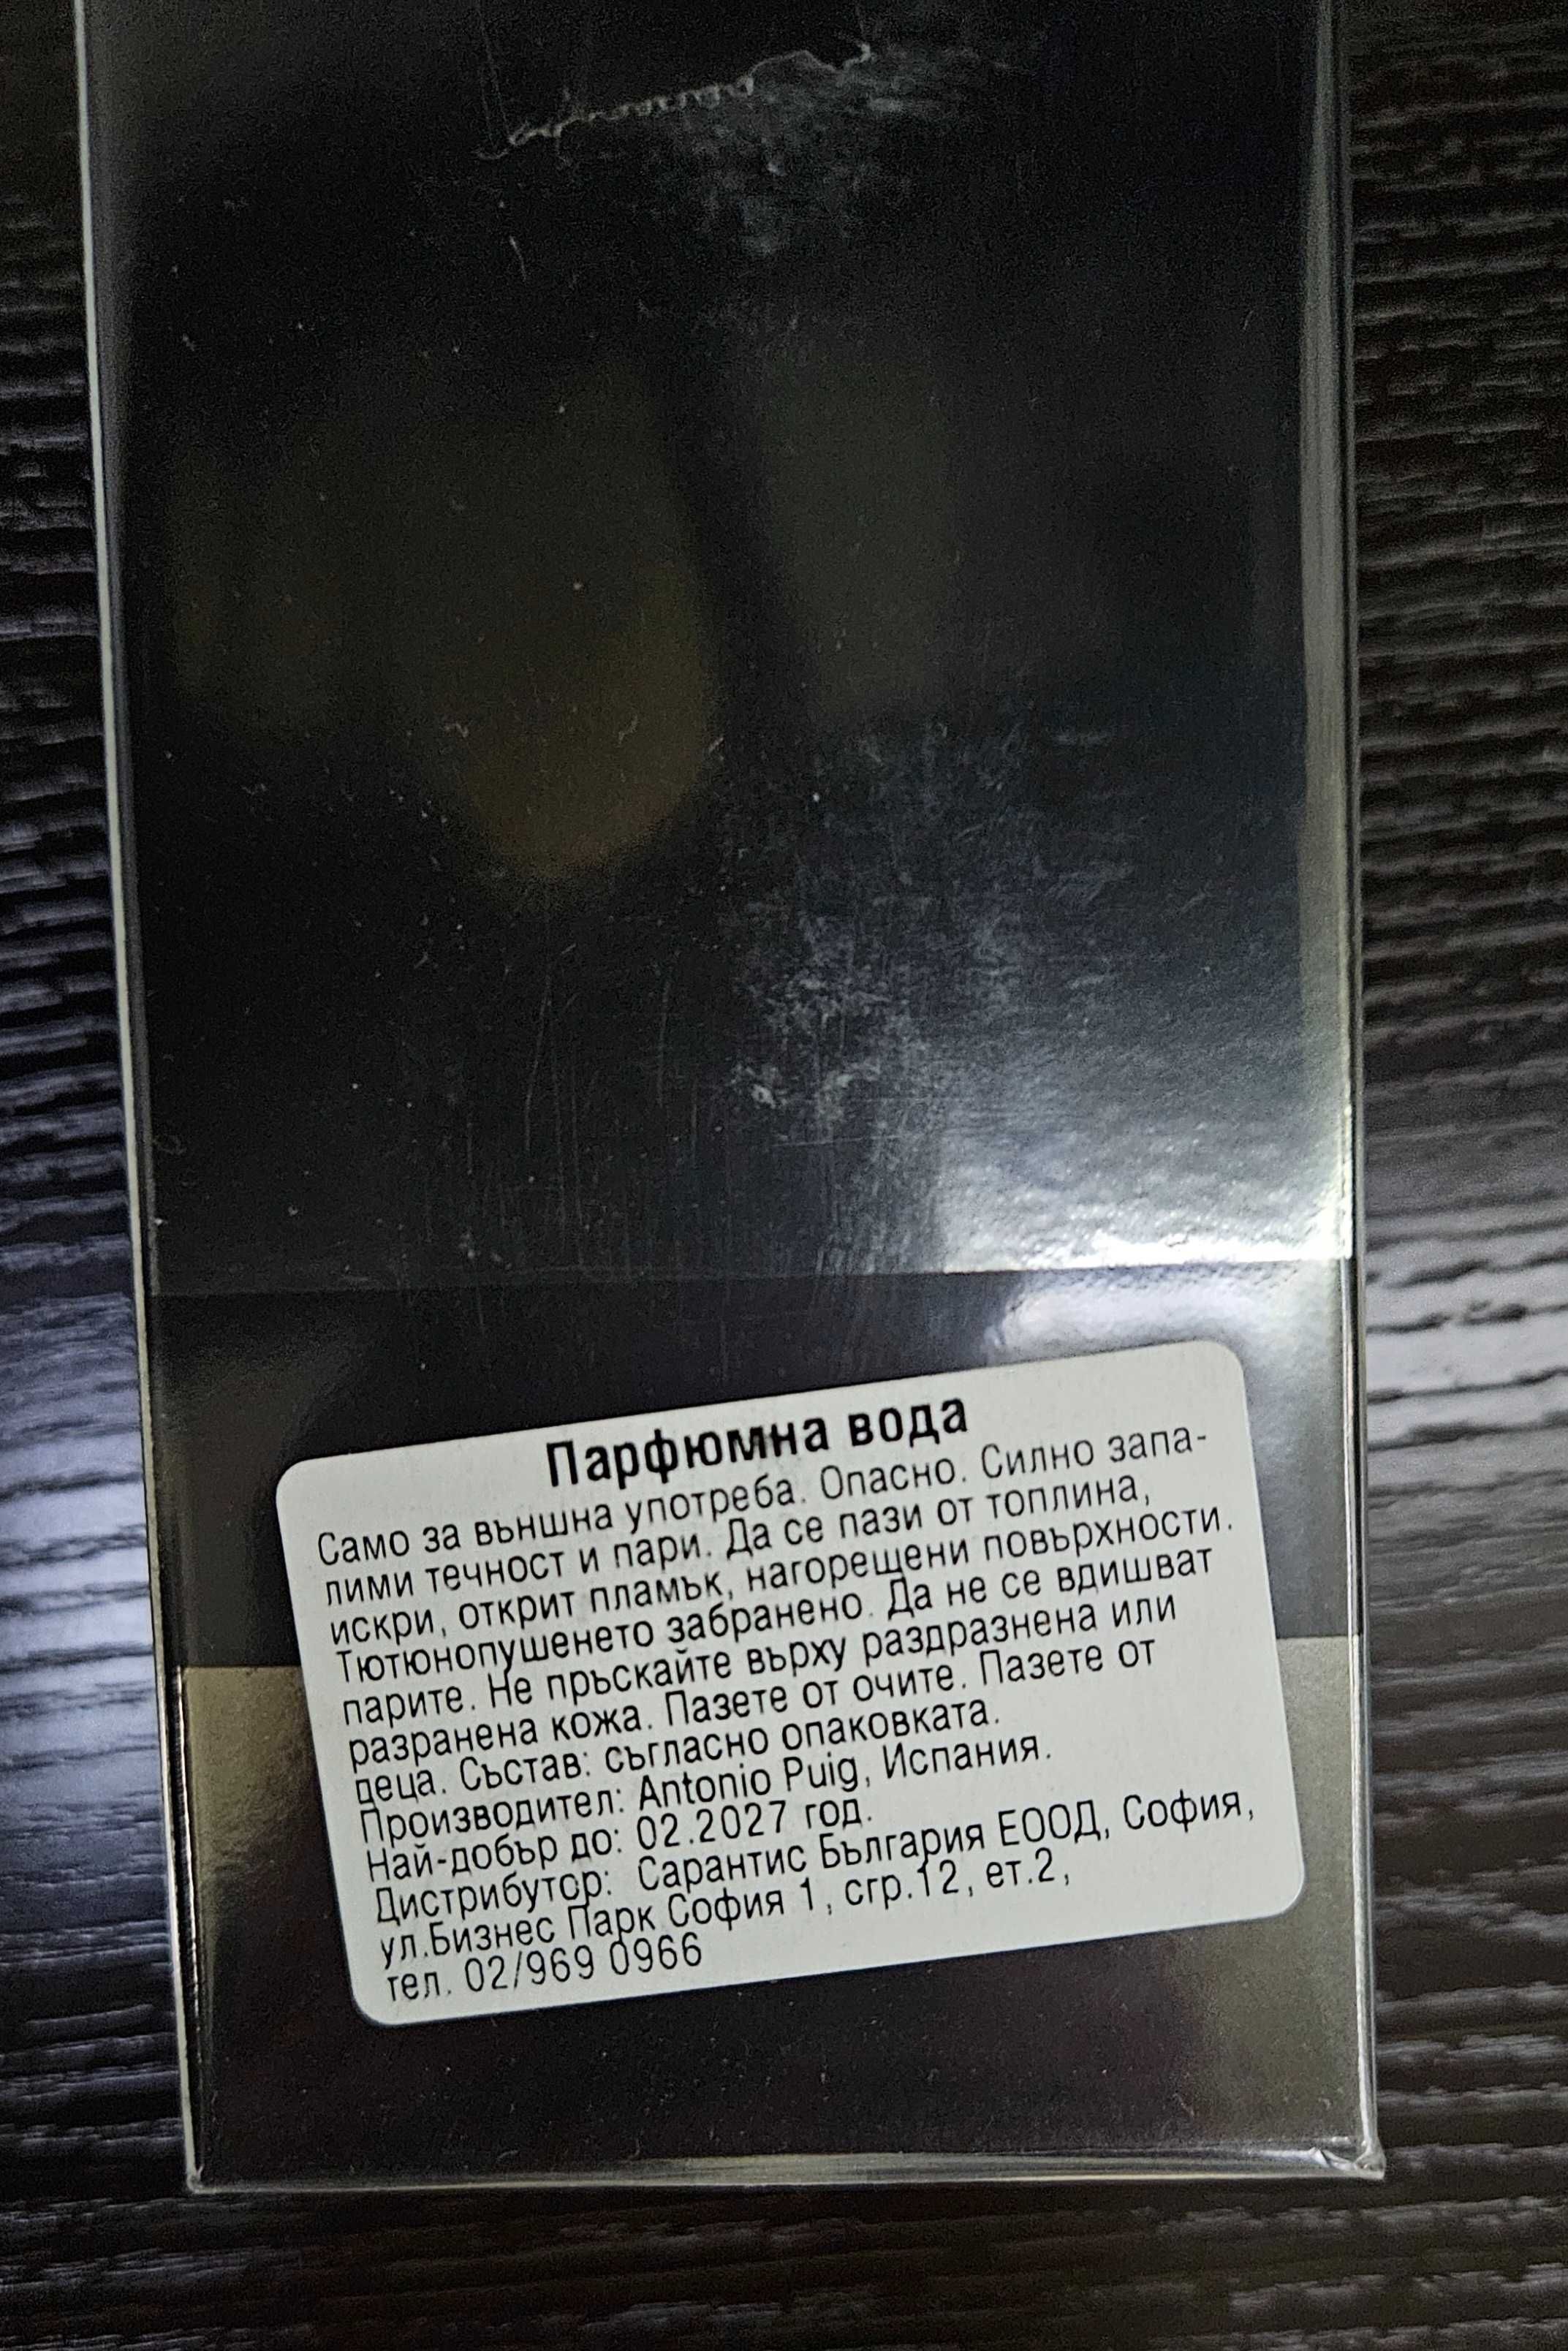 Парфюмна вода
Само за външна употреба. Опасно. Силно запа-
лими течност и пари. Да се пази от топлина,
искри, открит пламък, нагорещени повърхности.
Тютюнопушенето забранено. Да не се вдишват
парите. Не пръскайте върху раздразнена или
разранена кожа. Пазете от очите. Пазете от
деца. Състав: съгласно опаковката.
Производител: Antonio Puig, Испания.
Най-добър до: 02.2027 год.
Дистрибутор: Сарантис България ЕООД, София,
ул.Бизнес Парк София 1, сгр.12, ет.2,
тел. 02/969 0966